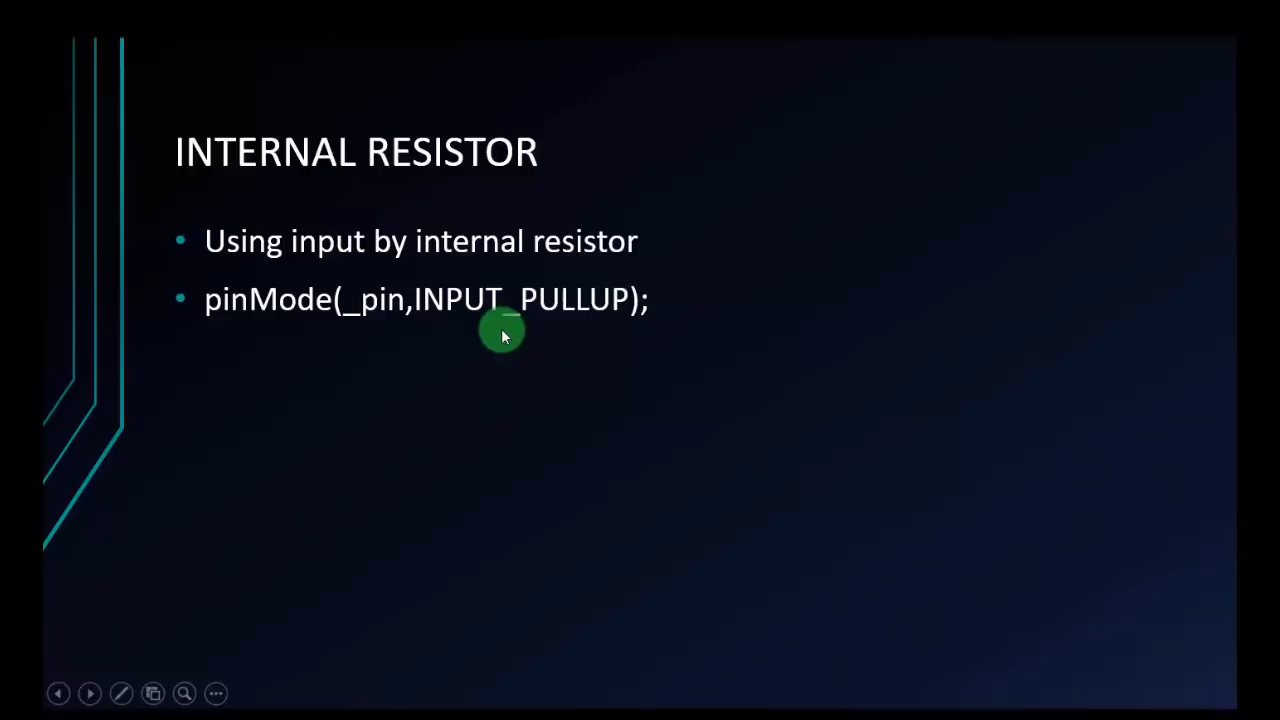 INTERNAL RESISTOR
• Using input by internal resistor
• pinMode(_pin,INPUT_PULLUP);